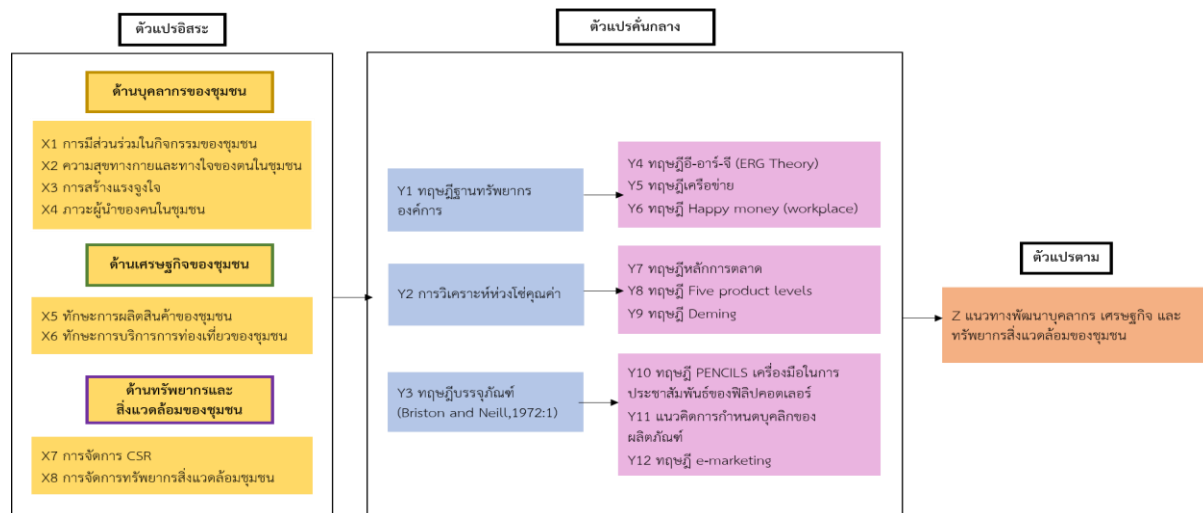 ตัวแปรอิสระ
ด้านบุคลากรของชุมชน
X1 การมีส่วนร่วมในกิจกรรมของชุมชน
X2 ความสุขทางกายและทางใจของตนในชุมชน
X3 การสร้างแรงจูงใจ
X4 ภาวะผู้นำของคนในชุมชน
ด้านเศรษฐกิจของชุมชน
X5 ทักษะการผลิตสินค้าของชุมชน
X6 ทักษะการบริการการท่องเที่ยวของชุมชน
ด้านทรัพยากรและ
สิ่งแวดล้อมของชุมชน
X7 การจัดการ CSR
X8 การจัดการทรัพยากรสิ่งแวดล้อมชุมชน
ตัวแปรคั่นกลาง
Y1 ทฤษฎีฐานทรัพยากร
องค์การ
Y2 การวิเคราะห์ห่วงโซ่คุณค่า
Y3 ทฤษฎีบรรจุภัณฑ์
(Briston and Neill,1972:1)
Y4 ทฤษฎีอี-อาร์-จี (ERG Theory)
Y5 ทฤษฎีเครือข่าย
Y6 ทฤษฎี Happy money (workplace)
Y7 ทฤษฎีหลักการตลาด
Y8 ทฤษฎี Five product levels
Y9 ทฤษฎี Deming
Y10 ทฤษฎี PENCILS เครื่องมือในการ
ประชาสัมพันธ์ของฟิลิปคอตเลอร์
Y11 แนวคิดการกำหนดบุคลิกของ
ผลิตภัณฑ์
Y12 ทฤษฎี e-marketing
ตัวแปรตาม
Z แนวทางพัฒนาบุคลากร เศรษฐกิจ และ
ทรัพยากรสิ่งแวดล้อมของชุมชน